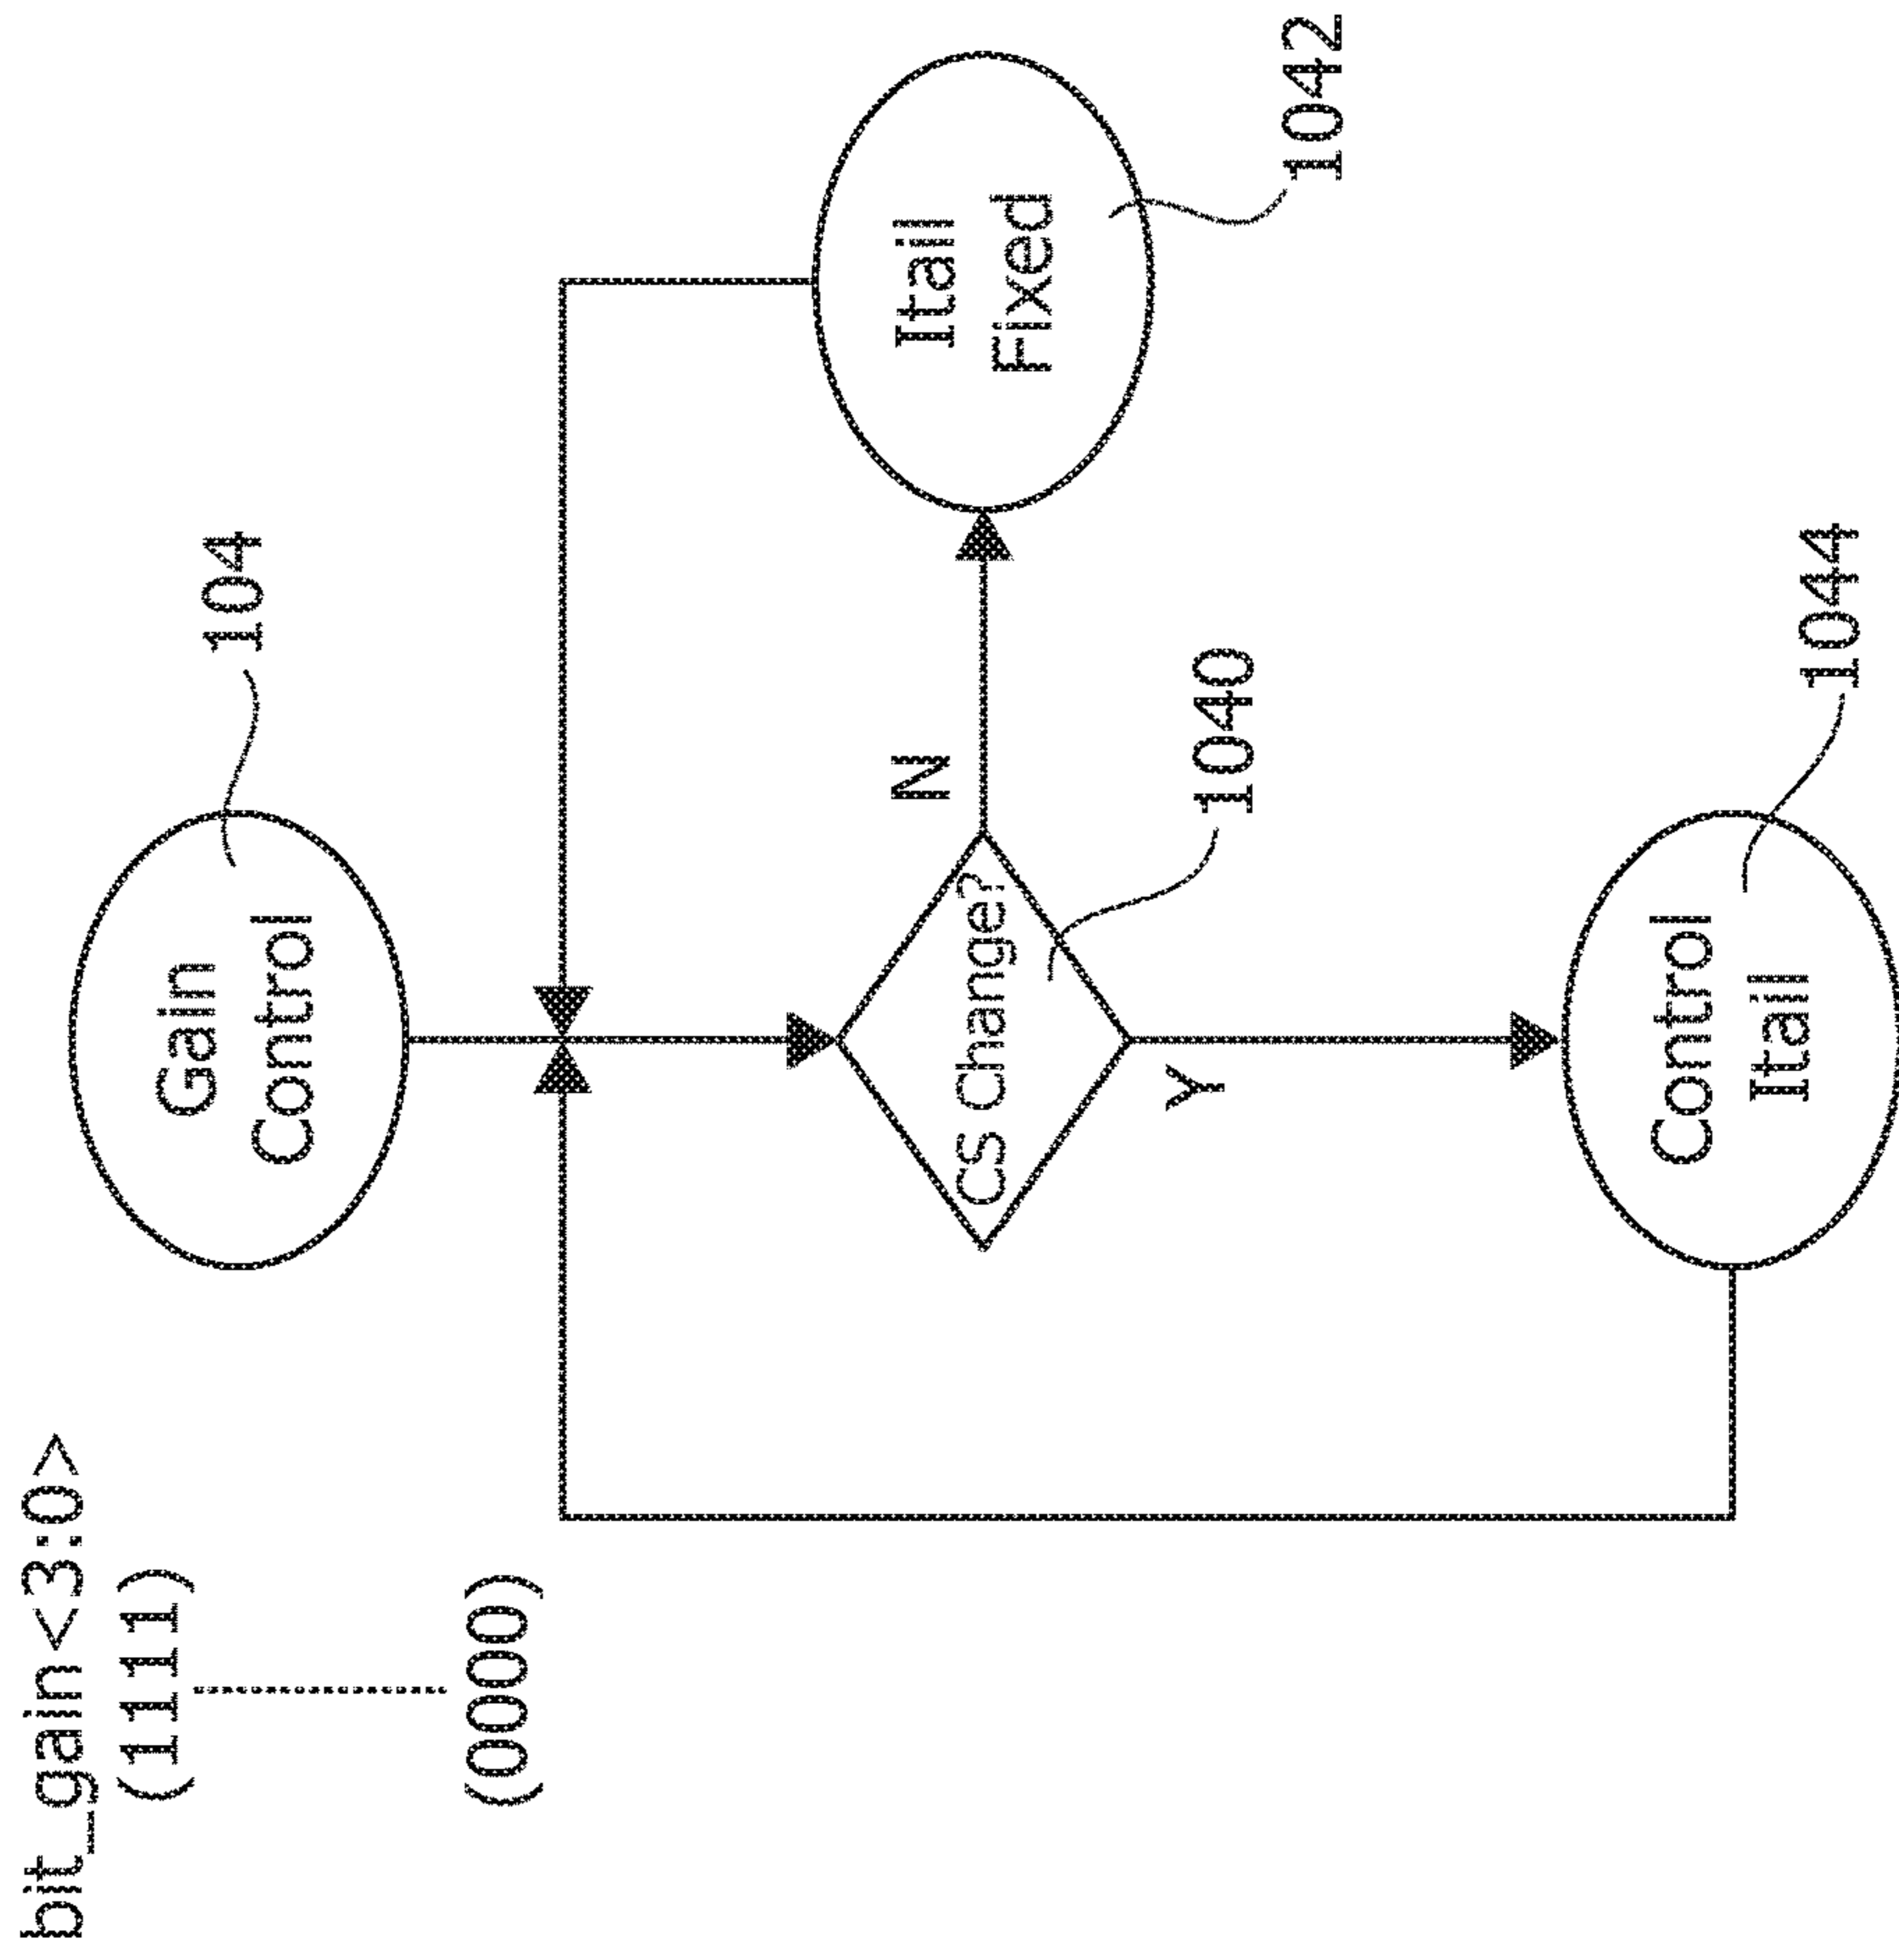 bit_gain<3:0>
(1111)
(0000)
Gain
Control
104
CS Change?
1040
N
Y
Itail
Fixed
1042
Control
Itail
1044